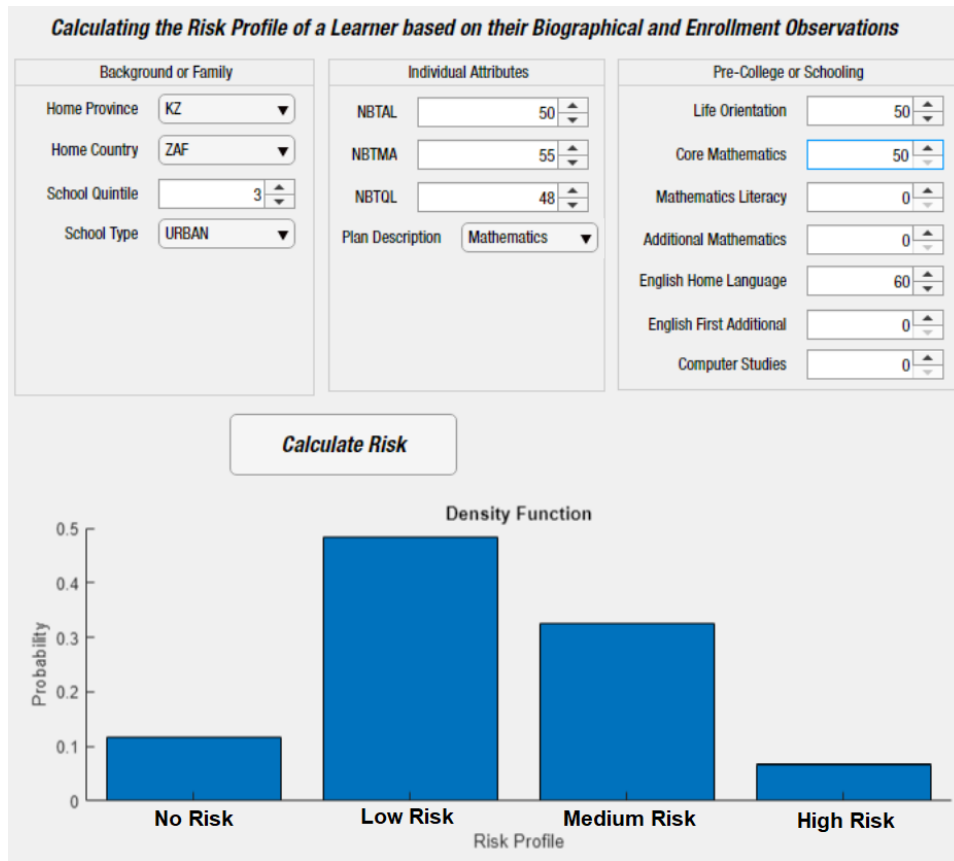 Calculating the Risk Profile of a Learner based on their Biographical and Enrollment Observations
Background or Family
Home Province KZ
Home Country ZAF
School Quintile 3
School Type URBAN
Individual Attributes
NBTAL 50
NBTMA 55
NBTQL 48
Plan Description Mathematics
Pre-College or Schooling
Life Orientation 50
Core Mathematics 50
Mathematics Literacy 0
Additional Mathematics 0
English Home Language 60
English First Additional 0
Computer Studies 0
Calculate Risk
Density Function
Probability
0.5
0.4
0.3
0.2
0.1
0
No Risk Low Risk Medium Risk High Risk
Risk Profile